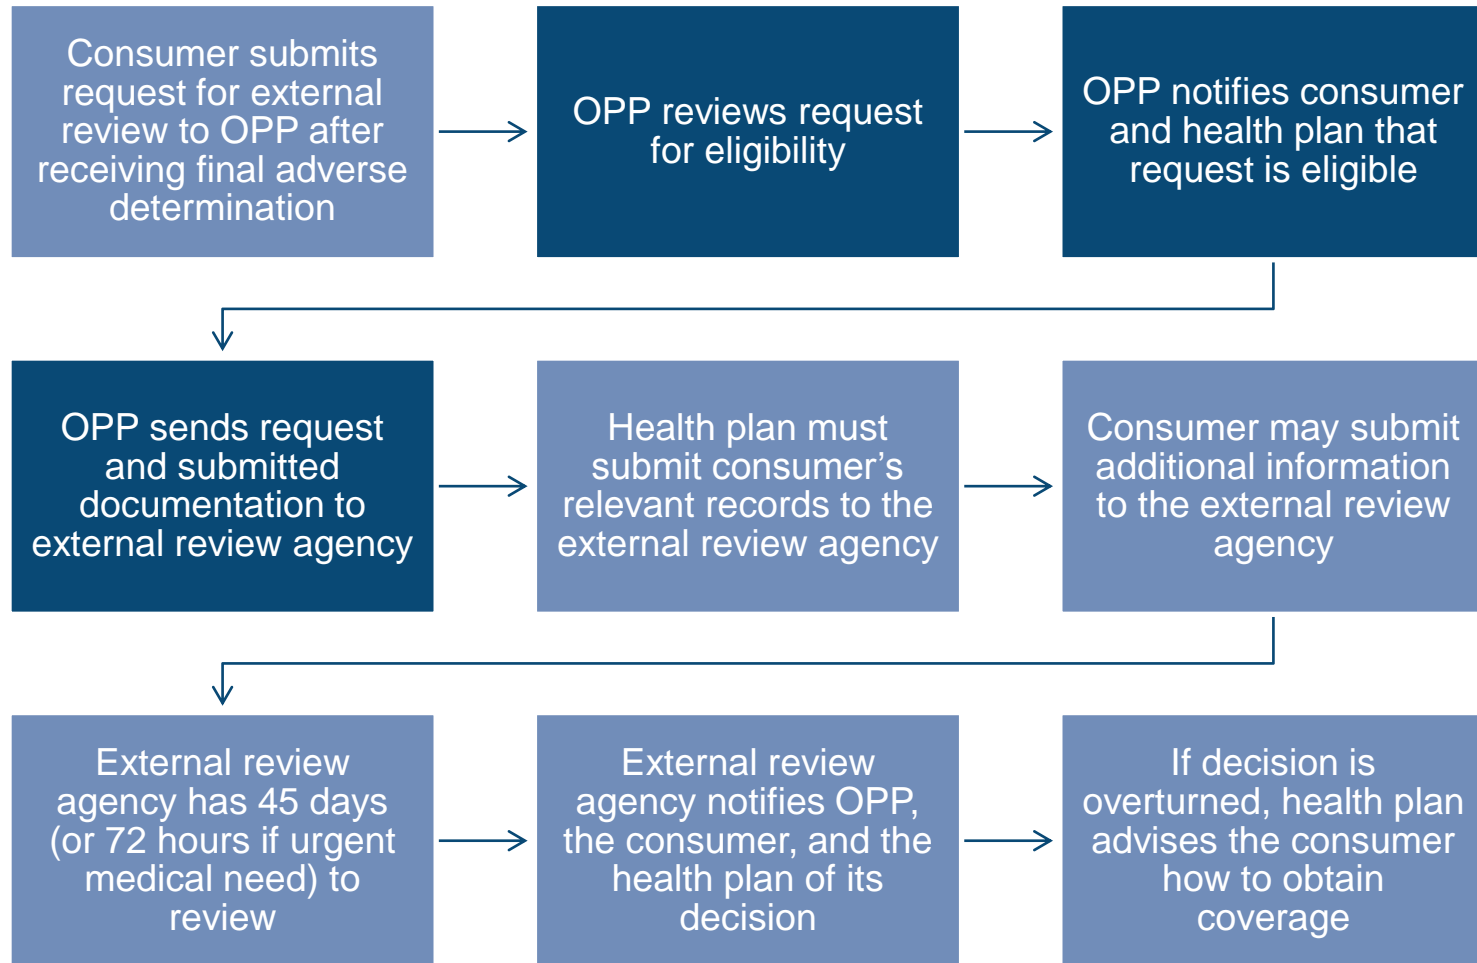 Consumer submits
request for external
review to OPP after
receiving final adverse
determination
OPP reviews request
for eligibility
OPP notifies consumer
and health plan that
request is eligible
OPP sends request
and submitted
documentation to
external review agency
Health plan must
submit consumer’s
relevant records to the
external review agency
Consumer may submit
additional information
to the external review
agency
External review
agency has 45 days
(or 72 hours if urgent
medical need) to
review
External review
agency notifies OPP,
the consumer, and the
health plan of its
decision
If decision is
overturned, health plan
advises the consumer
how to obtain
coverage